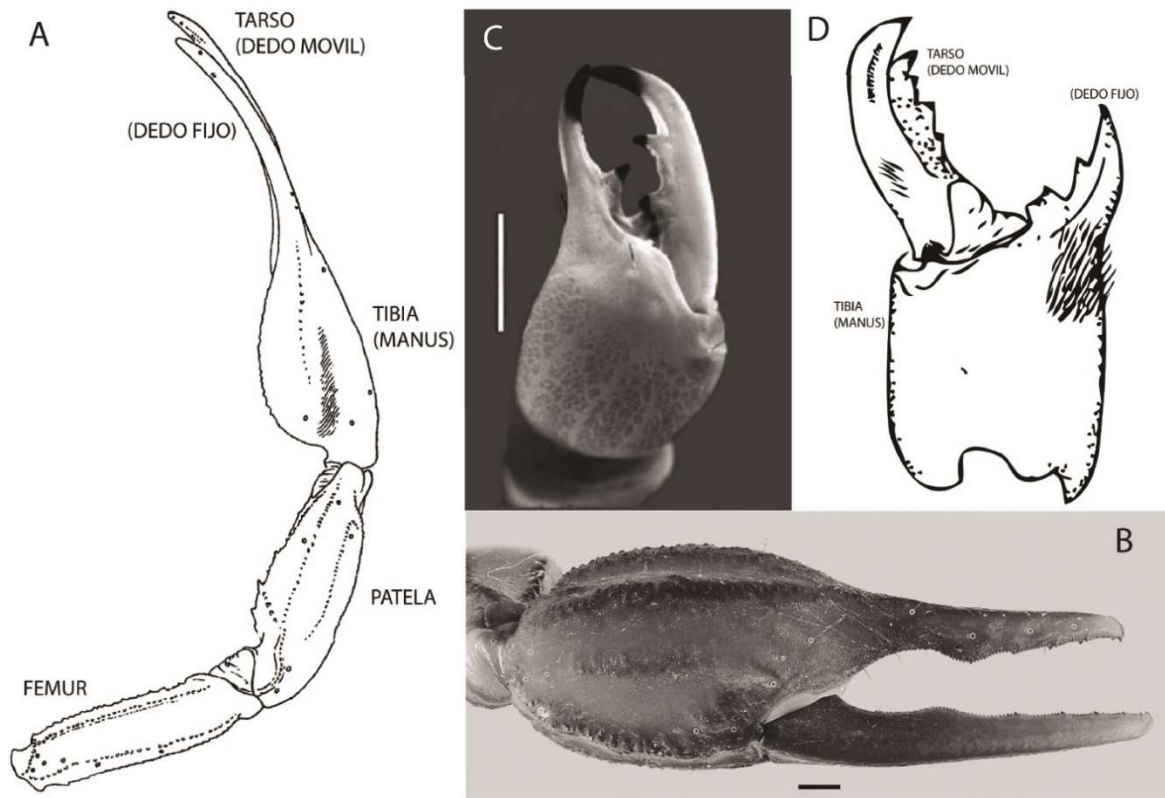 A
TARSO
(DEDO MOVIL)
(DEDO FIJO)
TIBIA
(MANUS)
PATELA
FEMUR
C
D
TARSO
(DEDO MOVIL)
(DEDO FIJO)
TIBIA
(MANUS)
B